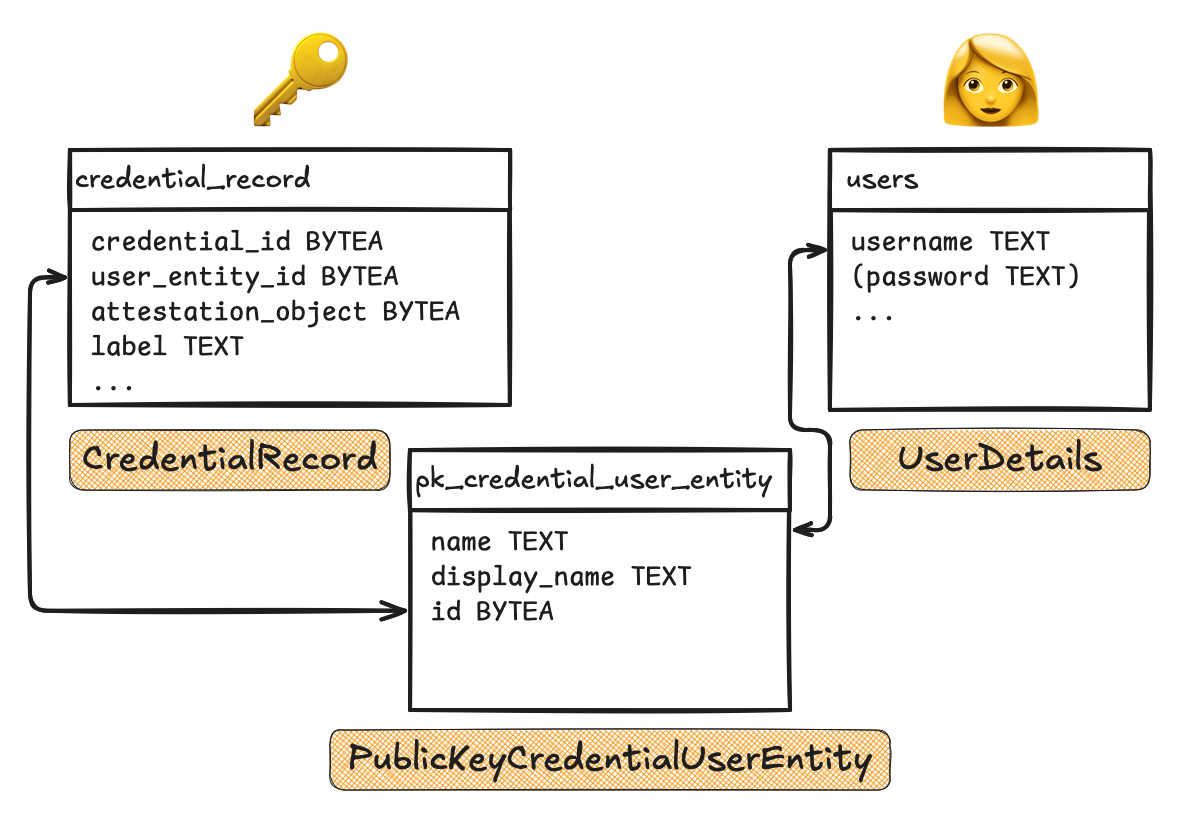 credential_record
credential_id BYTEA
user_entity_id BYTEA
attestation_object BYTEA
label TEXT
...
CredentialRecord
users
username TEXT
(password TEXT)
...
UserDetails
pk_credential_user_entity
name TEXT
display_name TEXT
id BYTEA
PublicKeyCredentialUserEntity